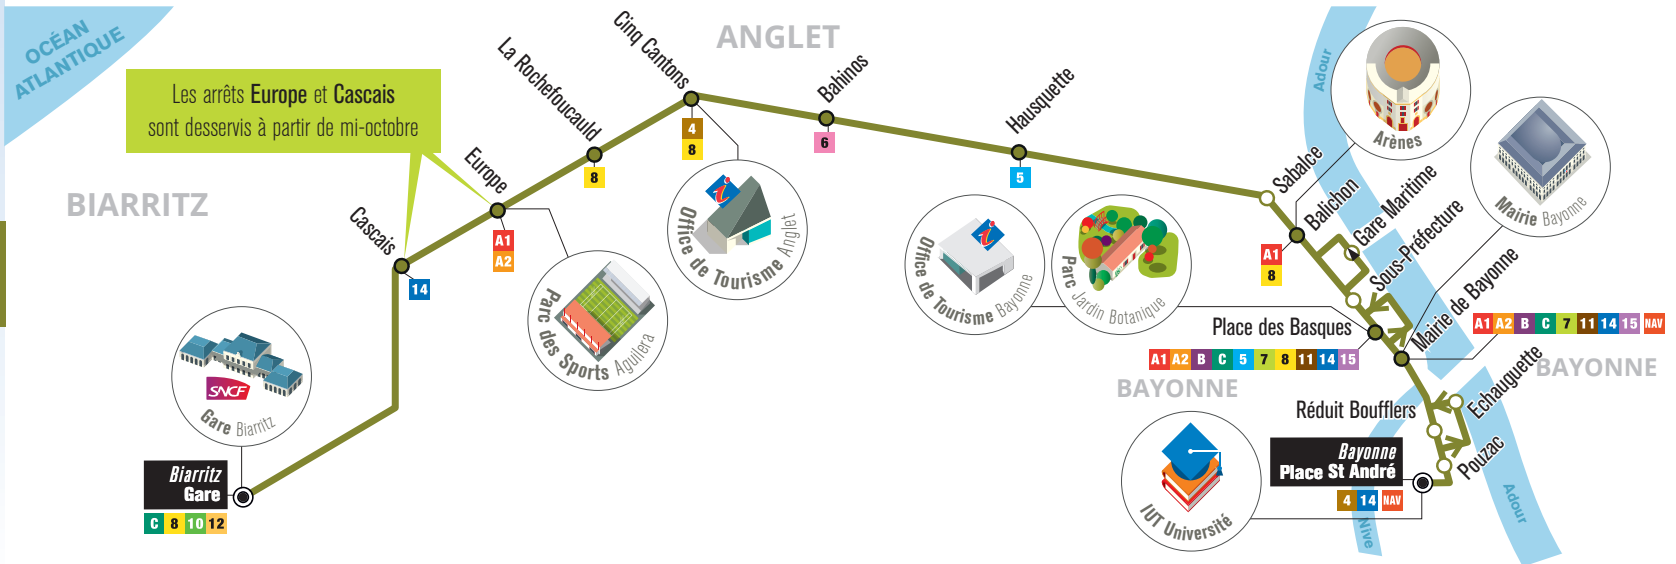 OCÉAN
ATLANTIQUE
ANGLET
BIARRITZ
Les arrêts Europe et Cascais
sont desservis à partir de mi-octobre
Biarritz
Gare
C 8 10 12
Gare Biarritz
SNCF
Cascais
14
Europe
A1
A2
Parc des Sports Aguilera
La Rochefoucauld
8
Cinq Cantons
4
8
Office de Tourisme Anglet
Bahinos
6
Hausquette
5
Sabalce
Balichon
A1
8
Arènes
Adour
Gare Maritime
Sous-Préfecture
Mairie Bayonne
Office de Tourisme Bayonne
Parc Jardin Botanique
Place des Basques
A1 A2 B C 5 7 8 11 14 15
Mairie de Bayonne
A1 A2 B C 7 11 14 15 NAV
BAYONNE
BAYONNE
Réduit Boufflers
Echauguette
Pouzac
Bayonne
Place St André
4 14 NAV
IUT Université
Nive
Adour